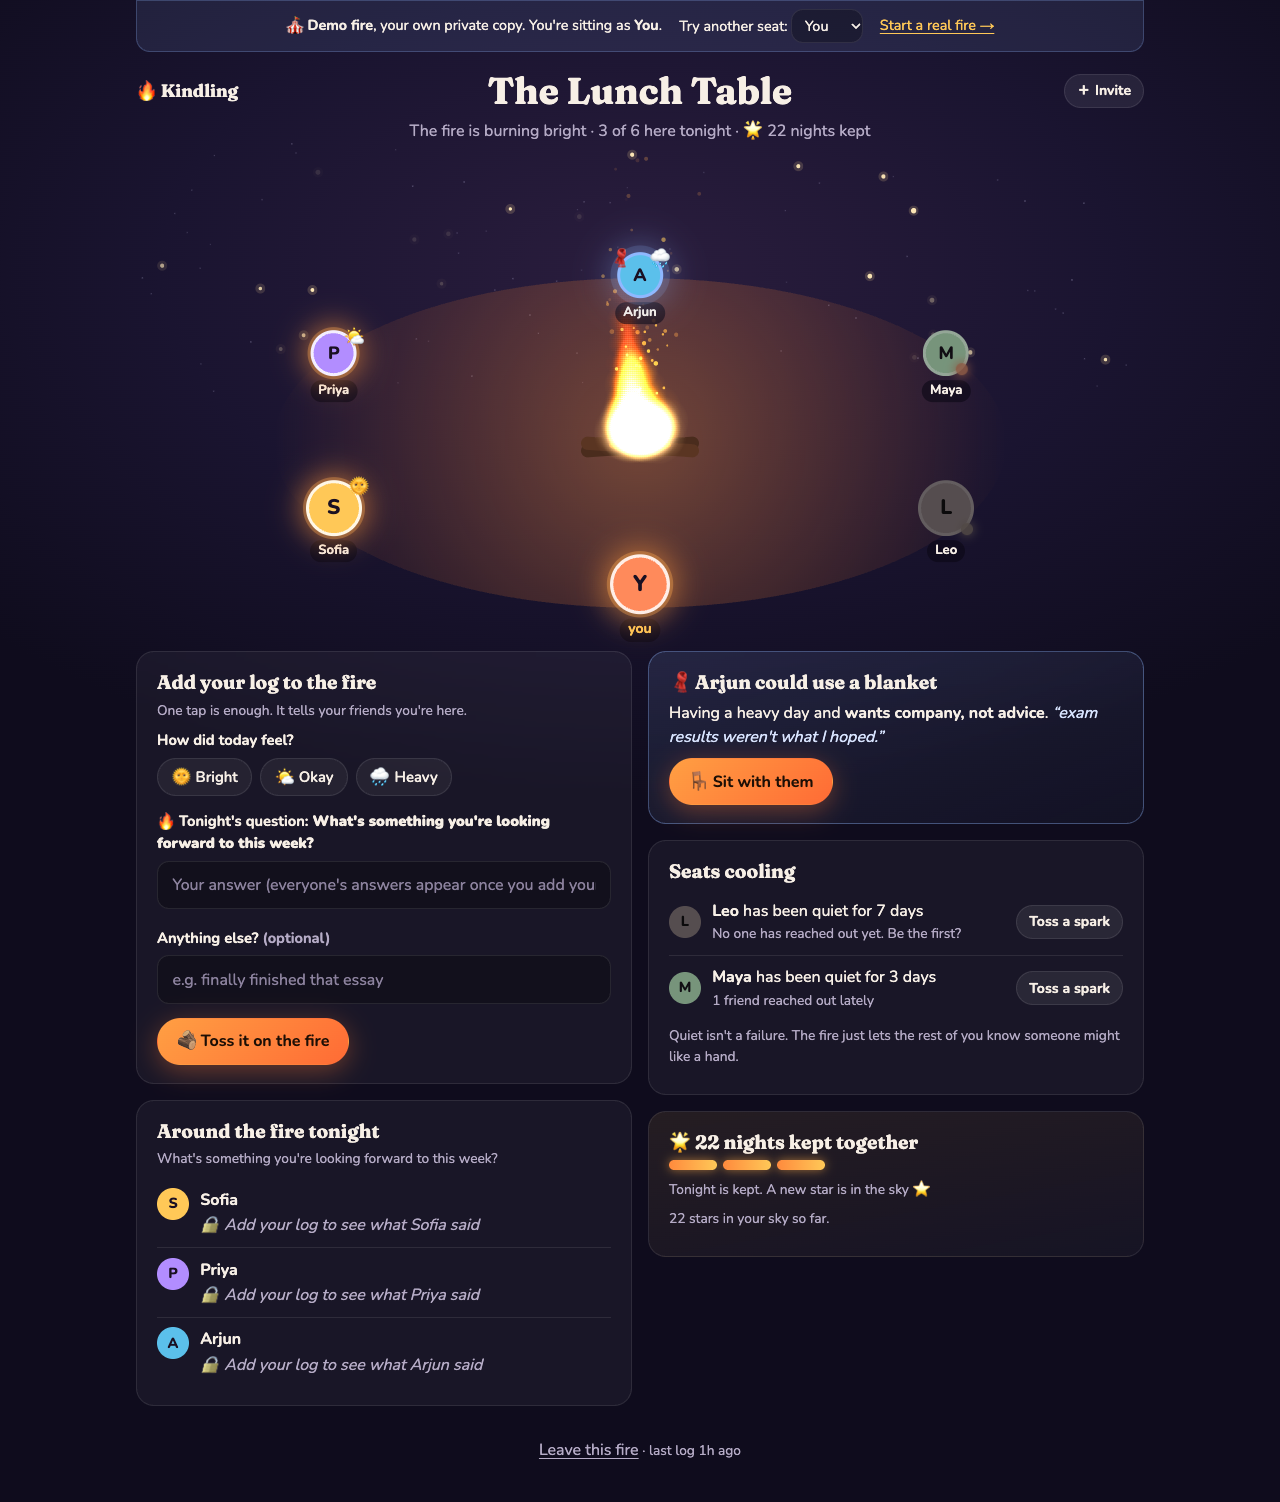 Demo fire, your own private copy. You're sitting as You. Try another seat: You Start a real fire →
Kindling
The Lunch Table
+ Invite
The fire is burning bright · 3 of 6 here tonight · 🌟 22 nights kept
A
Arjun
P
Priya
M
Maya
S
Sofia
L
Leo
Y
you
Add your log to the fire
One tap is enough. It tells your friends you're here.
How did today feel?
Bright
Okay
Heavy
Tonight's question: What's something you're looking
forward to this week?
Your answer (everyone's answers appear once you add you
Anything else? (optional)
e.g. finally finished that essay
Toss it on the fire
Around the fire tonight
What's something you're looking forward to this week?
S
Sofia
Add your log to see what Sofia said
P
Priya
Add your log to see what Priya said
A
Arjun
Add your log to see what Arjun said
Arjun could use a blanket
Having a heavy day and wants company, not advice. “exam
results weren't what I hoped.”
Sit with them
Seats cooling
L
Leo has been quiet for 7 days
No one has reached out yet. Be the first?
Toss a spark
M
Maya has been quiet for 3 days
1 friend reached out lately
Toss a spark
Quiet isn't a failure. The fire just lets the rest of you know someone might
like a hand.
22 nights kept together
Tonight is kept. A new star is in the sky
22 stars in your sky so far.
Leave this fire · last log 1h ago